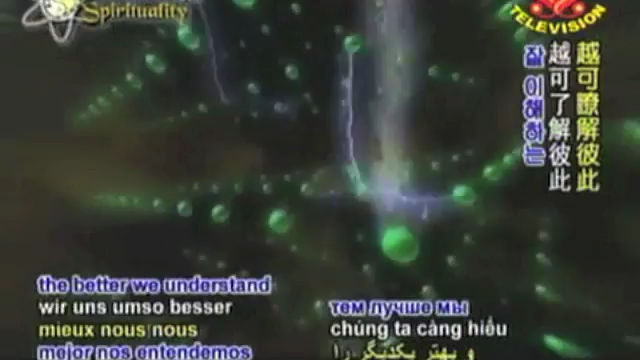 Spirituality
TELEVISION
越可瞭解彼此
越可了解彼此
잘 이해하는
the better we understand
wir uns umso besser
mieux nous nous
mejor nos entendemos
тем лучше мы
chúng ta càng hiểu
و بهتر یکدیگر را